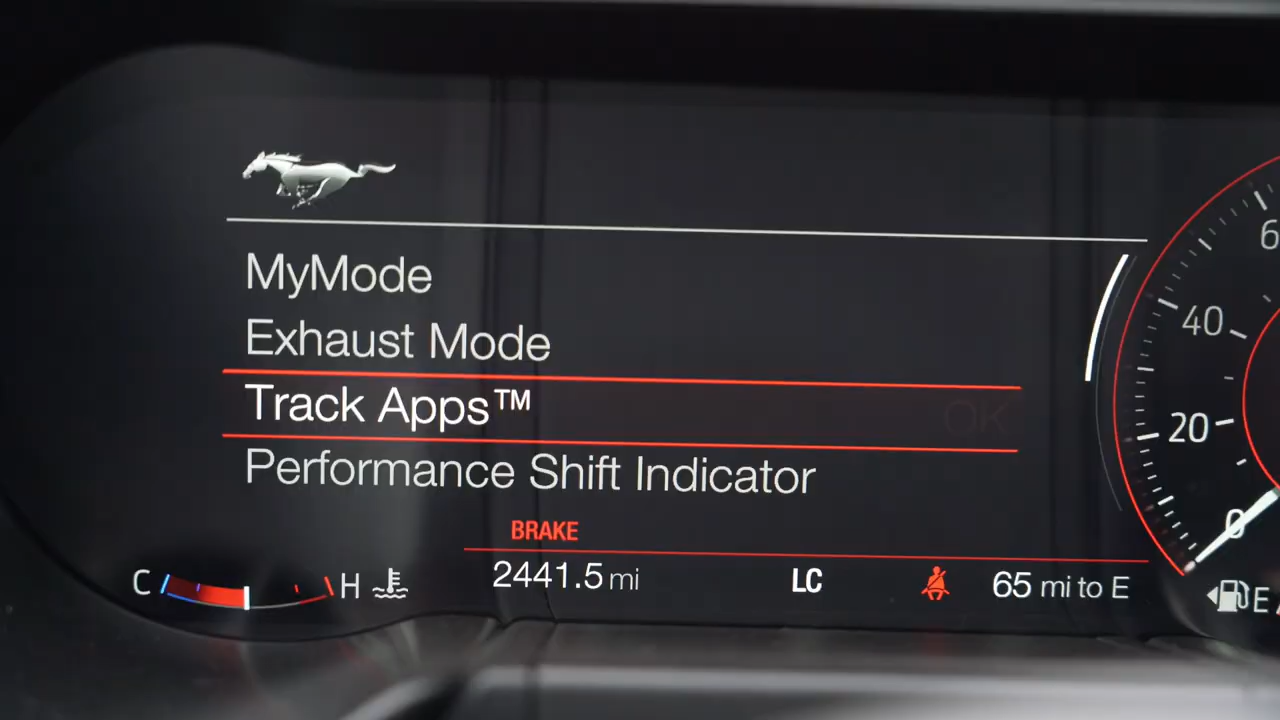 MyMode
Exhaust Mode
Track Apps™ OK
Performance Shift Indicator
BRAKE
2441.5 mi LC 65 mi to E
C H
6
40
20
0
E